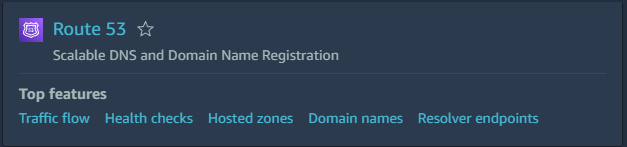 Route 53
Scalable DNS and Domain Name Registration
Top features
Traffic flow Health checks Hosted zones Domain names Resolver endpoints